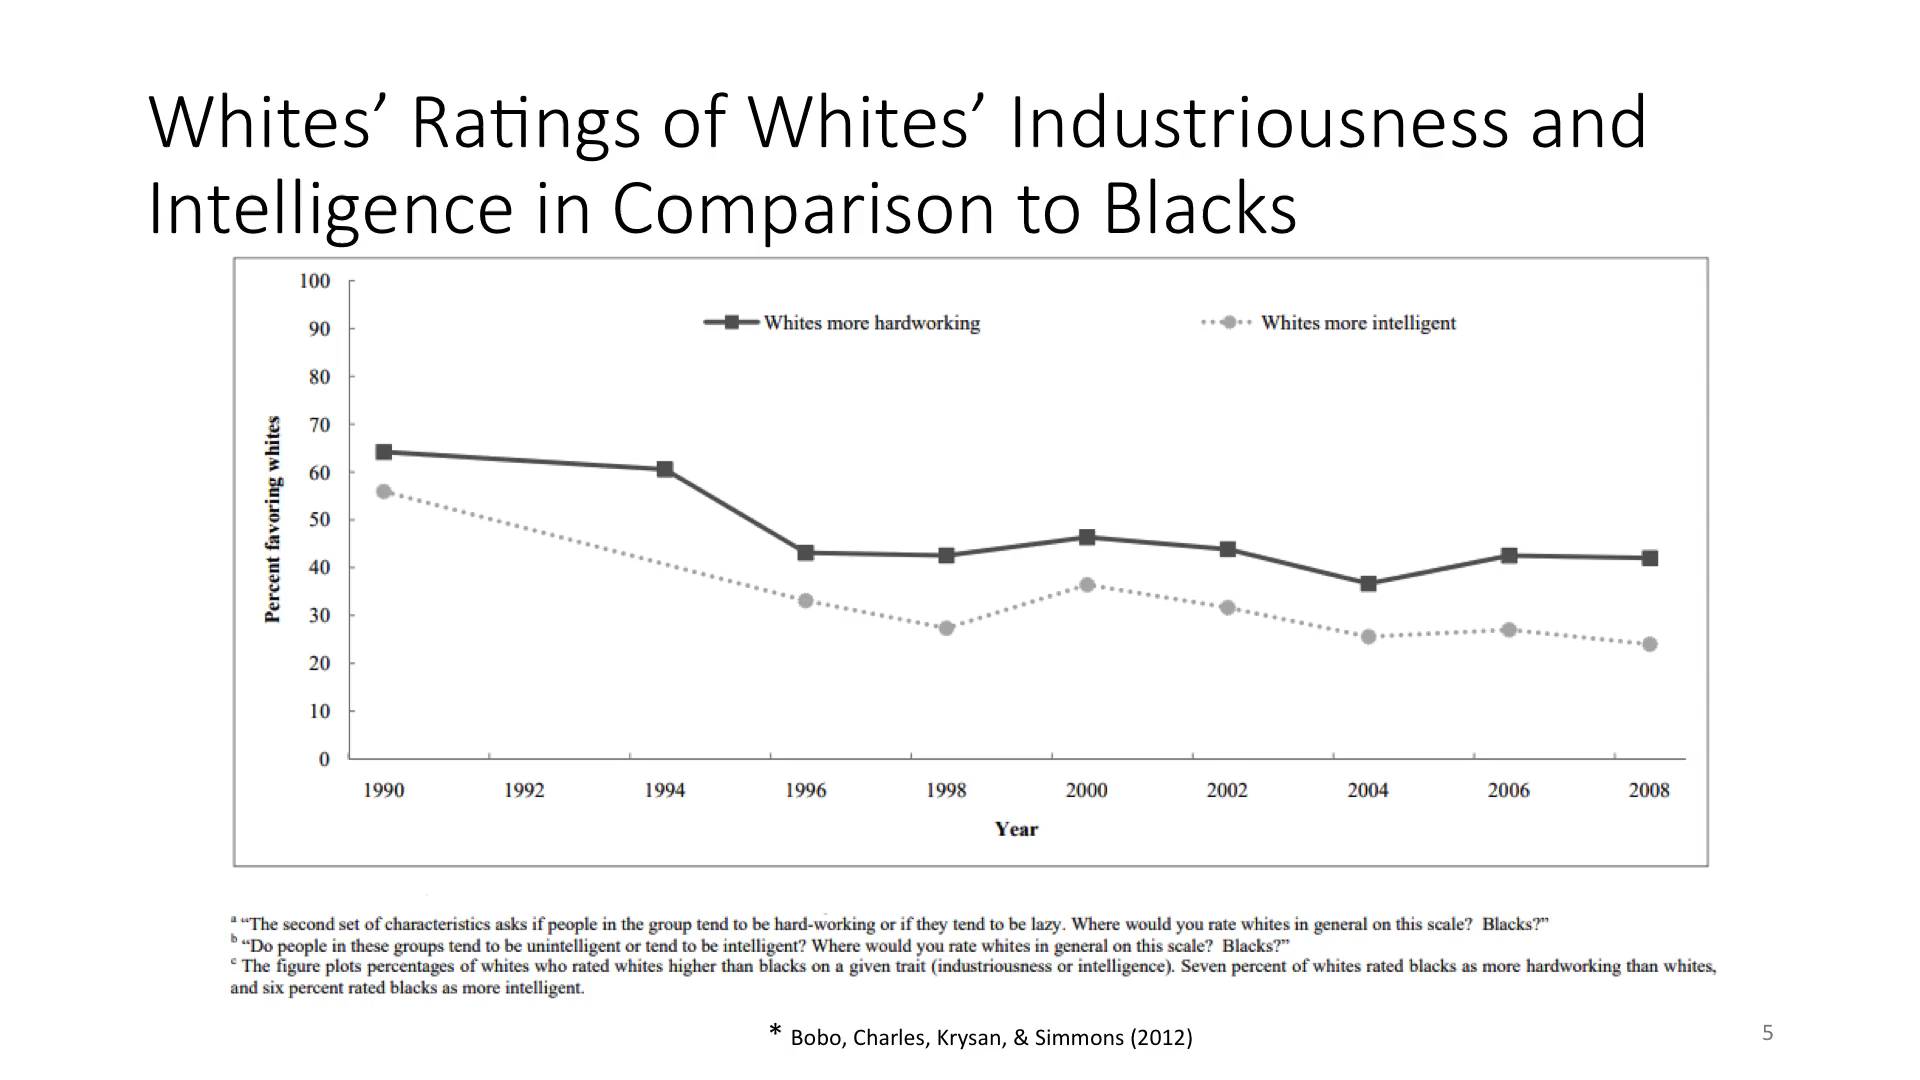 Whites’ Ratings of Whites’ Industriousness and
Intelligence in Comparison to Blacks
100
90
80
70
60
50
40
30
20
10
0
Percent favoring whites
Whites more hardworking
Whites more intelligent
1990 1992 1994 1996 1998 2000 2002 2004 2006 2008
Year
a “The second set of characteristics asks if people in the group tend to be hard-working or if they tend to be lazy. Where would you rate whites in general on this scale?  Blacks?”
b “Do people in these groups tend to be unintelligent or tend to be intelligent? Where would you rate whites in general on this scale?  Blacks?”
c The figure plots percentages of whites who rated whites higher than blacks on a given trait (industriousness or intelligence). Seven percent of whites rated blacks as more hardworking than whites,
and six percent rated blacks as more intelligent.
* Bobo, Charles, Krysan, & Simmons (2012)
5